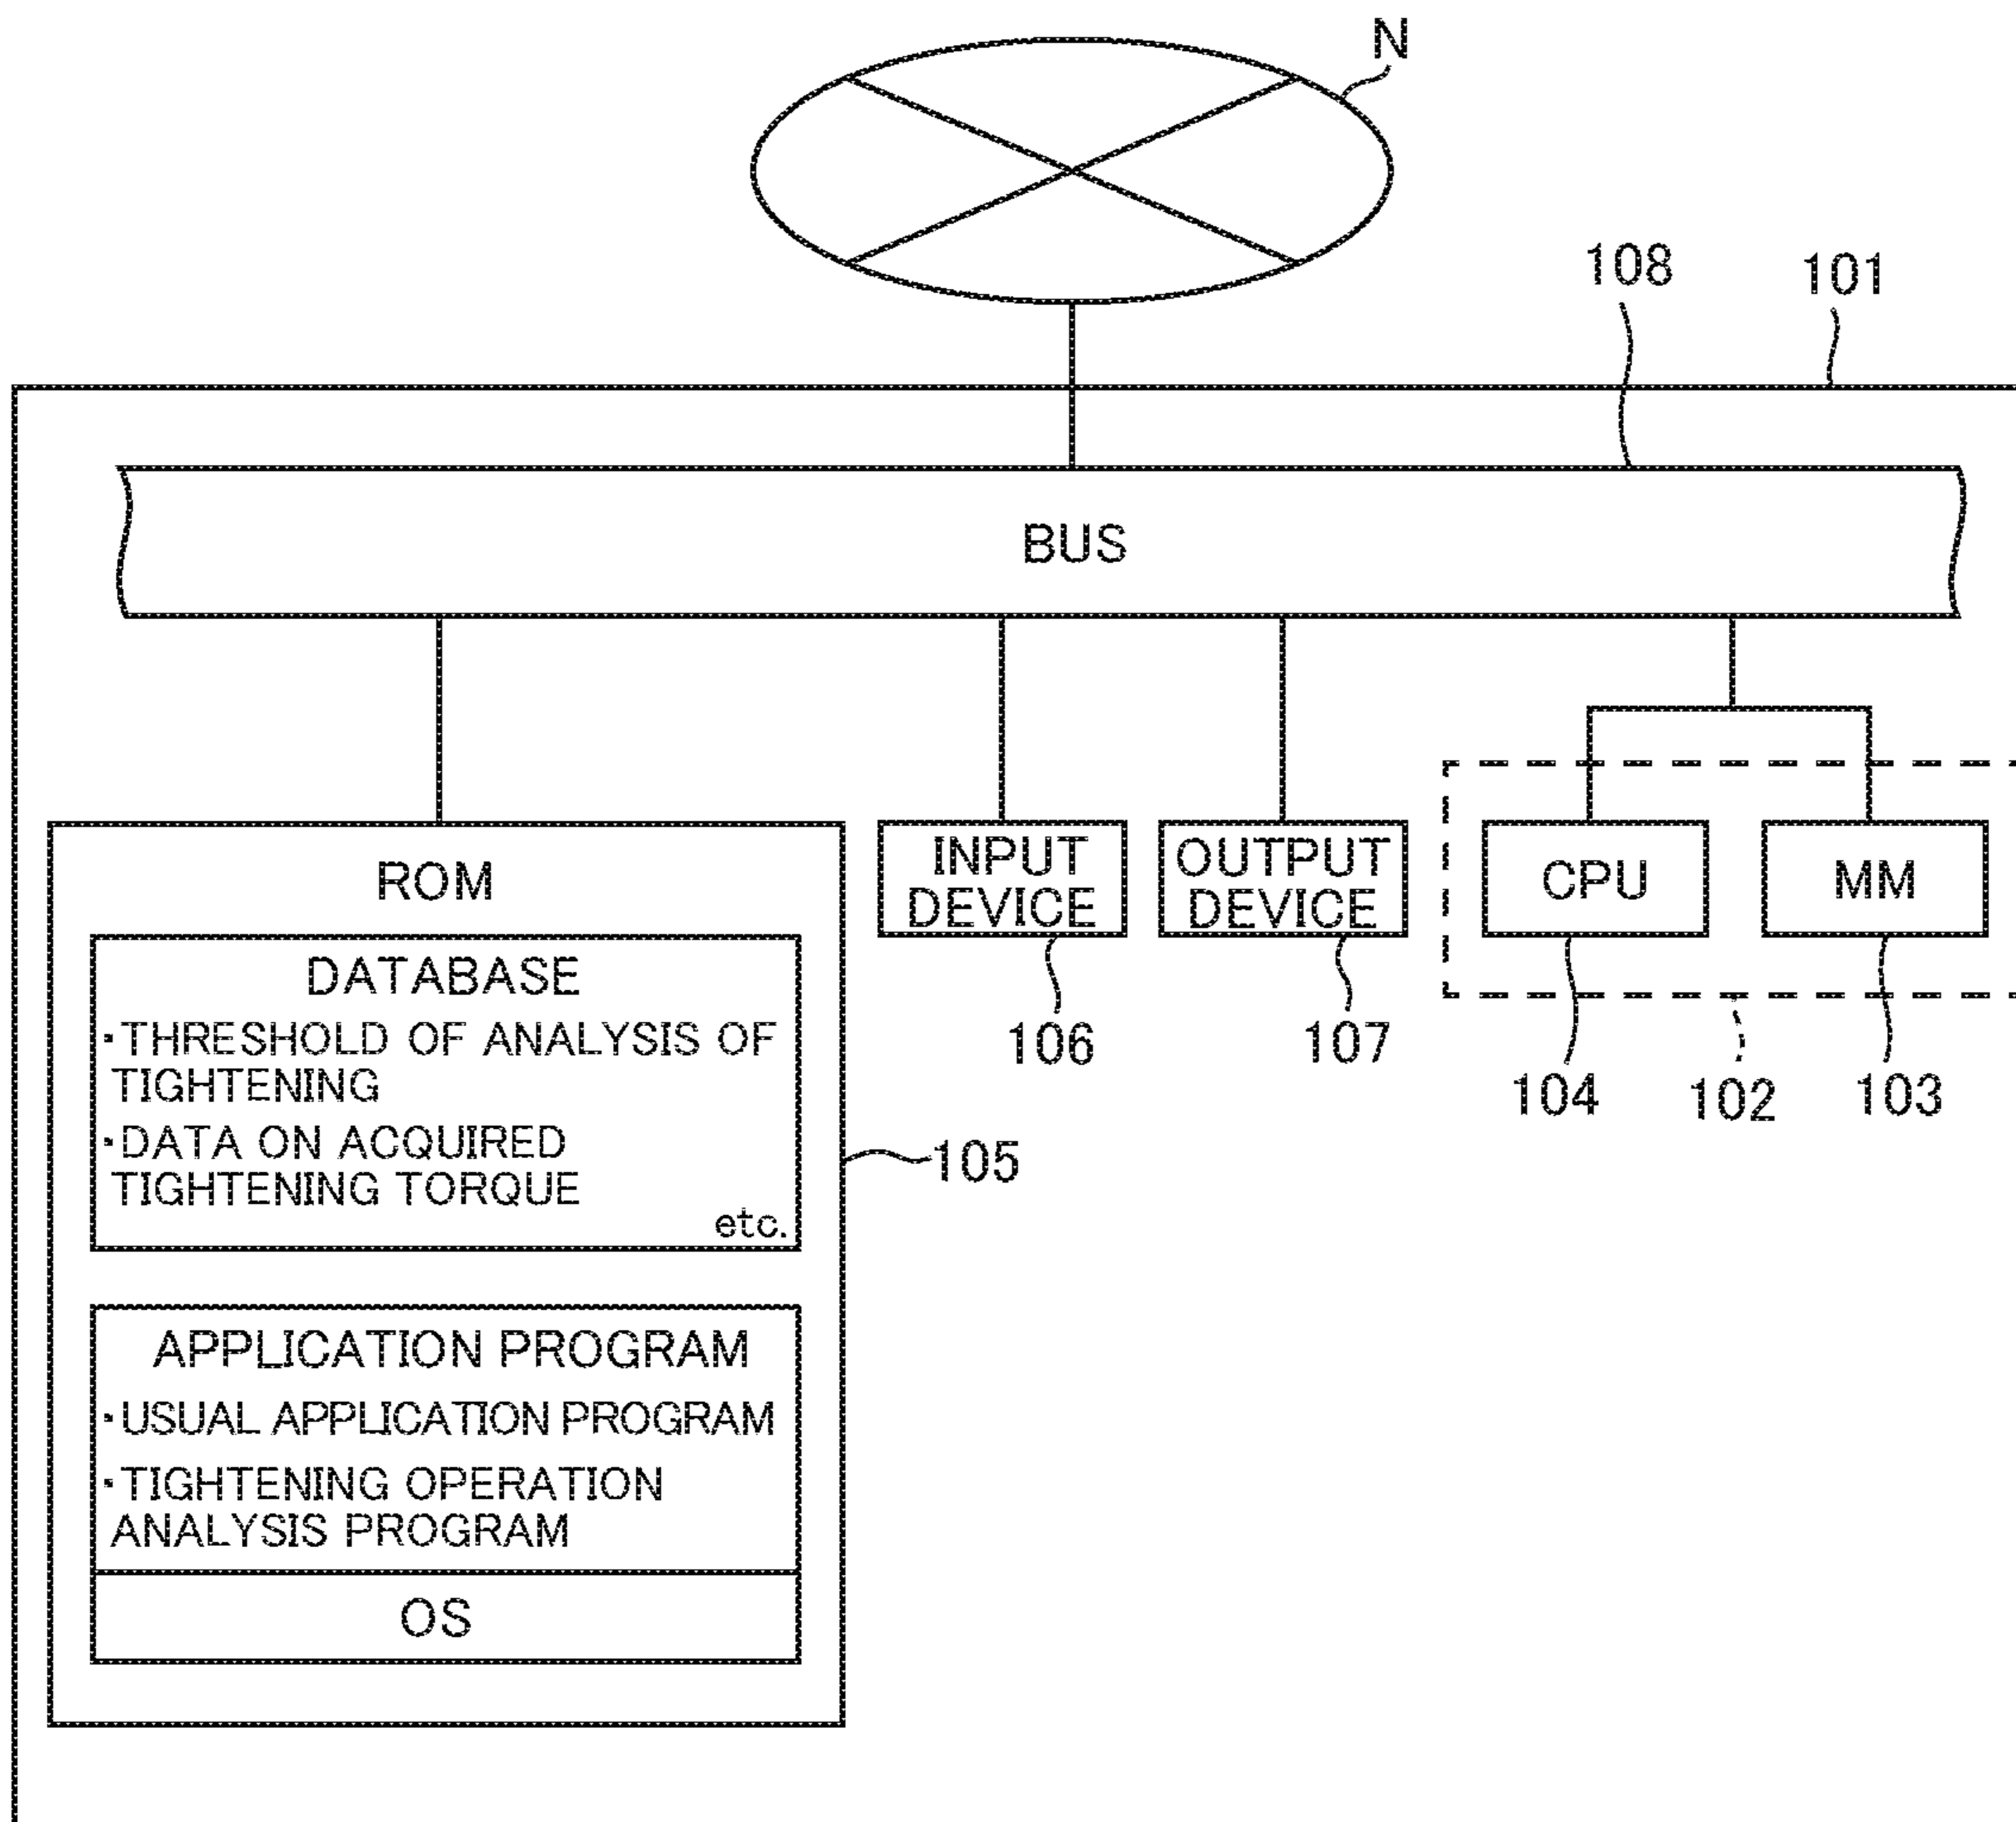 N
108
101
BUS
ROM
INPUT
DEVICE
OUTPUT
DEVICE
CPU
MM
DATABASE
・THRESHOLD OF ANALYSIS OF
TIGHTENING
・DATA ON ACQUIRED
TIGHTENING TORQUE
etc.
106
107
104
102
103
105
APPLICATION PROGRAM
・USUAL APPLICATION PROGRAM
・TIGHTENING OPERATION
ANALYSIS PROGRAM
OS